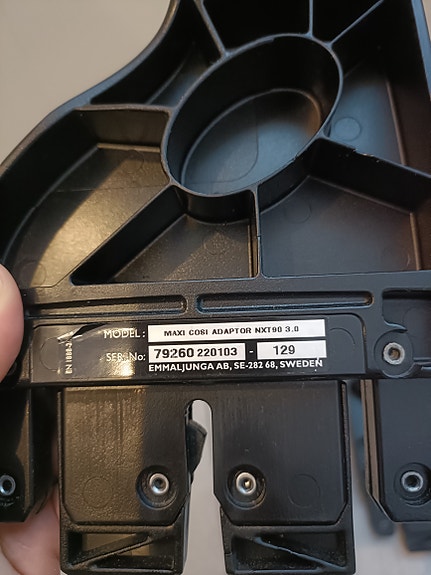 MODEL: MAXI COSI ADAPTOR NXT90 3.0
SER. No: 79260 220103 - 129
EMMALJUNGA AB, SE-282 68, SWEDEN